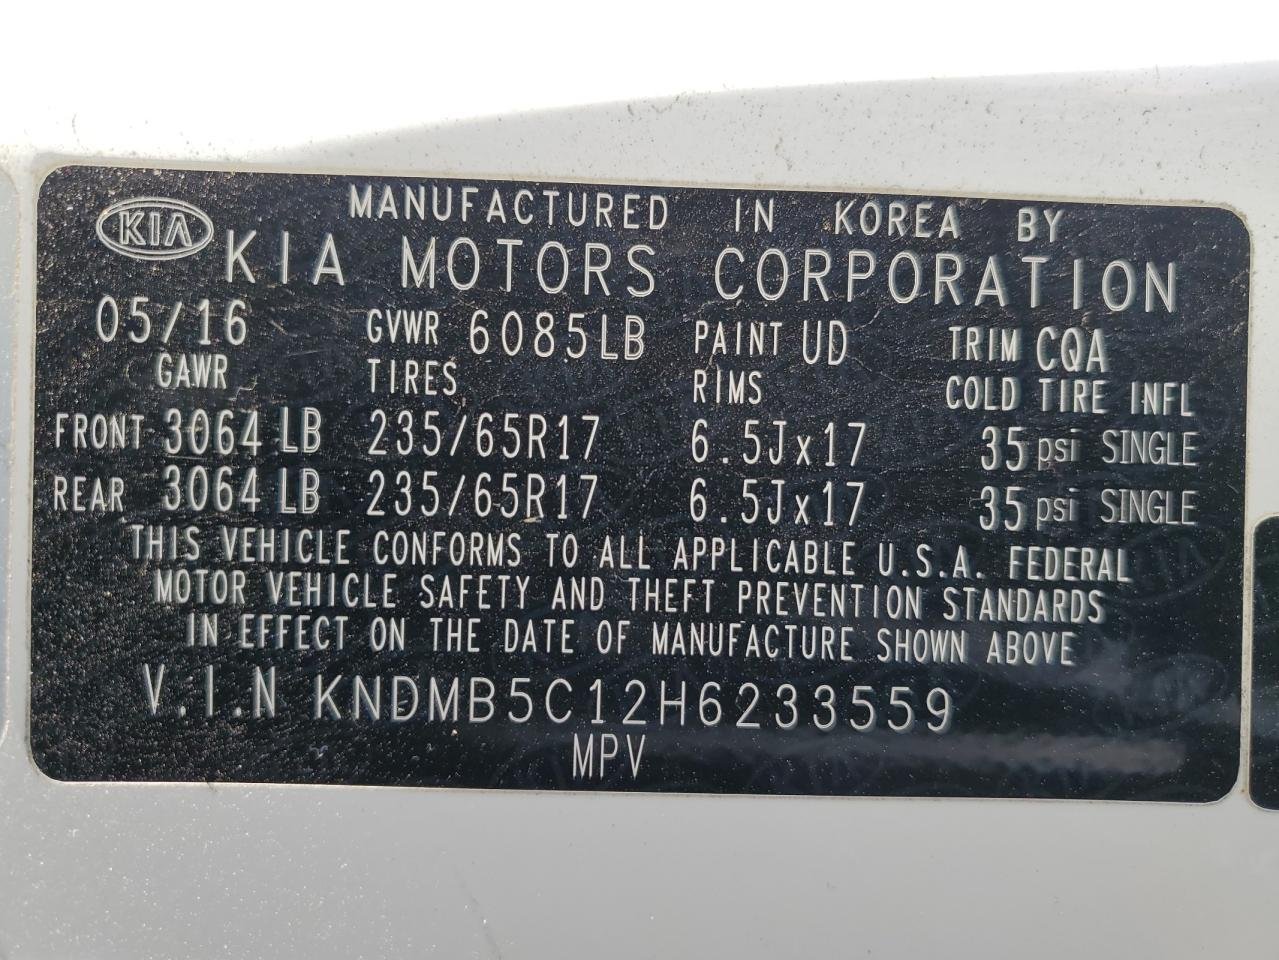 MANUFACTURED IN KOREA BY
KIA KIA MOTORS CORPORATION
05/16 GVWR 6085LB PAINT UD TRIM CQA
GAWR TIRES RIMS COLD TIRE INFL
FRONT 3064 LB 235/65R17 6.5Jx17 35 psi SINGLE
REAR 3064 LB 235/65R17 6.5Jx17 35 psi SINGLE
THIS VEHICLE CONFORMS TO ALL APPLICABLE U.S.A. FEDERAL
MOTOR VEHICLE SAFETY AND THEFT PREVENTION STANDARDS
IN EFFECT ON THE DATE OF MANUFACTURE SHOWN ABOVE
V.I.N KNDMB5C12H6233559
MPV